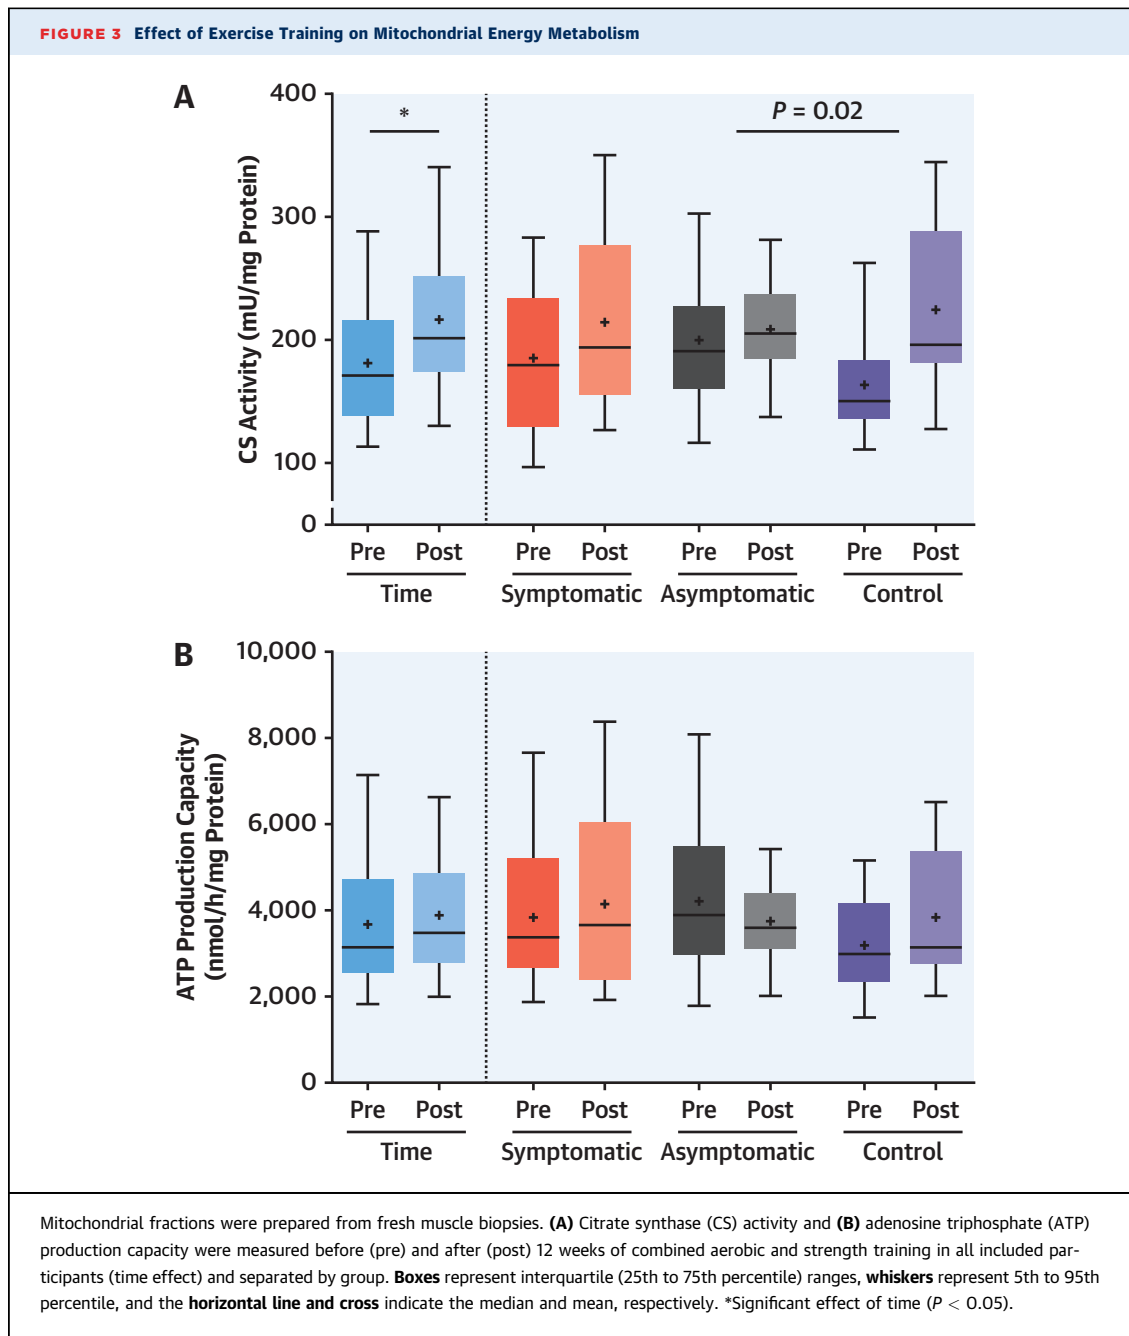 FIGURE 3 Effect of Exercise Training on Mitochondrial Energy Metabolism
A
CS Activity (mU/mg Protein)
400
300
200
100
0
*
P = 0.02
Pre Post Pre Post Pre Post Pre Post
Time Symptomatic Asymptomatic Control
B
ATP Production Capacity
(nmol/h/mg Protein)
10,000
8,000
6,000
4,000
2,000
0
Pre Post Pre Post Pre Post Pre Post
Time Symptomatic Asymptomatic Control
Mitochondrial fractions were prepared from fresh muscle biopsies. (A) Citrate synthase (CS) activity and (B) adenosine triphosphate (ATP)
production capacity were measured before (pre) and after (post) 12 weeks of combined aerobic and strength training in all included par-
ticipants (time effect) and separated by group. Boxes represent interquartile (25th to 75th percentile) ranges, whiskers represent 5th to 95th
percentile, and the horizontal line and cross indicate the median and mean, respectively. *Significant effect of time (P < 0.05).